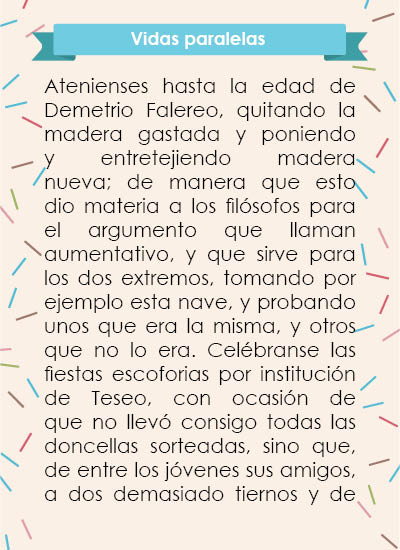 Vidas paralelas
Atenienses hasta la edad de
Demetrio Falereo, quitando la
madera gastada y poniendo
y entretejiendo madera
nueva; de manera que esto
dio materia a los filósofos para
el argumento que llaman
aumentativo, y que sirve para
los dos extremos, tomando por
ejemplo esta nave, y probando
unos que era la misma, y otros
que no lo era. Celébranse las
fiestas escoforias por institución
de Teseo, con ocasión de
que no llevó consigo todas las
doncellas sorteadas, sino que,
de entre los jóvenes sus amigos,
a dos demasiado tiernos y de